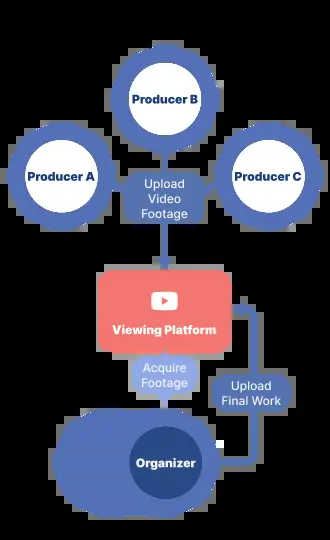 Producer B
Producer A
Producer C
Upload
Video
Footage
Viewing Platform
Acquire
Footage
Upload
Final Work
Organizer